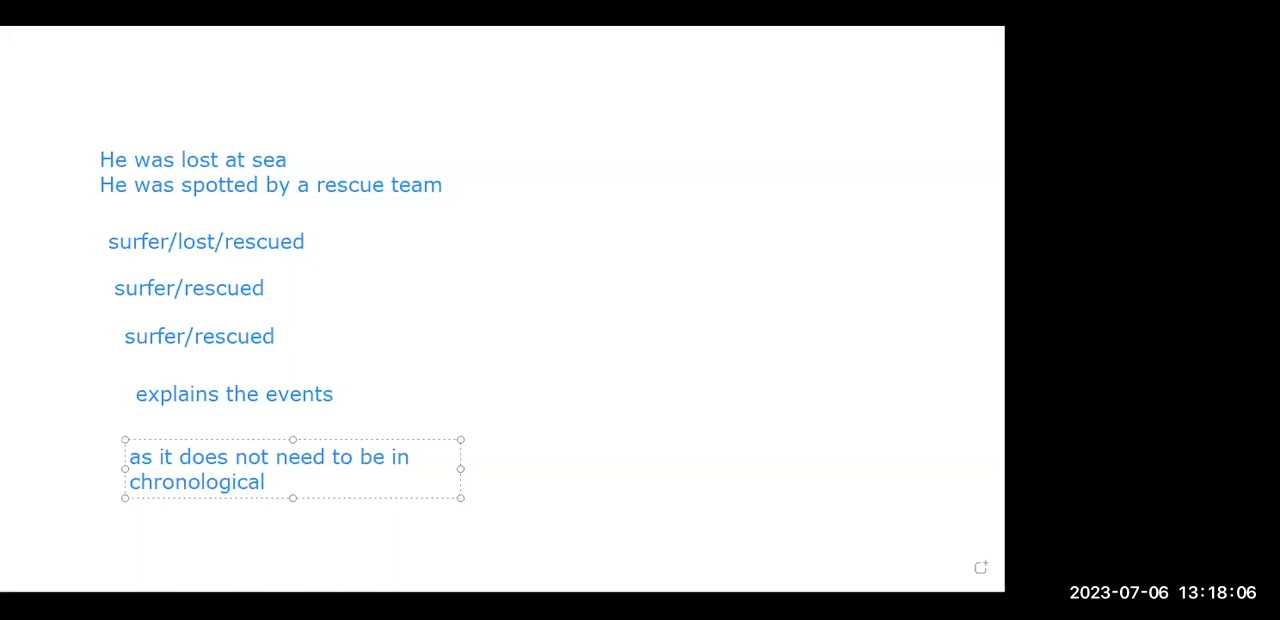 He was lost at sea
He was spotted by a rescue team
surfer/lost/rescued
surfer/rescued
surfer/rescued
explains the events
as it does not need to be in
chronological
2023-07-06 13:18:06